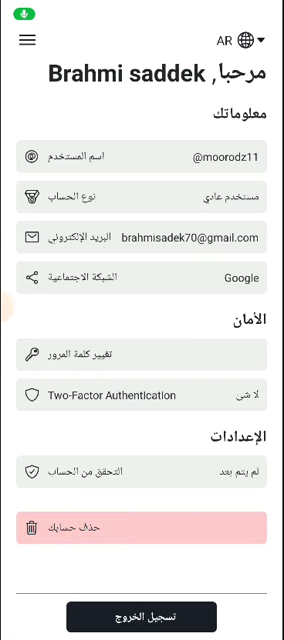 AR
مرحبا, Brahmi saddek
معلوماتك
اسم المستخدم @moorodz11
نوع الحساب مستخدم عادي
البريد الإلكتروني brahmisadek70@gmail.com
الشبكة الاجتماعية Google
الأمان
تغيير كلمة المرور
Two-Factor Authentication لا شئ
الإعدادات
التحقق من الحساب لم يتم بعد
حذف حسابك
تسجيل الخروج